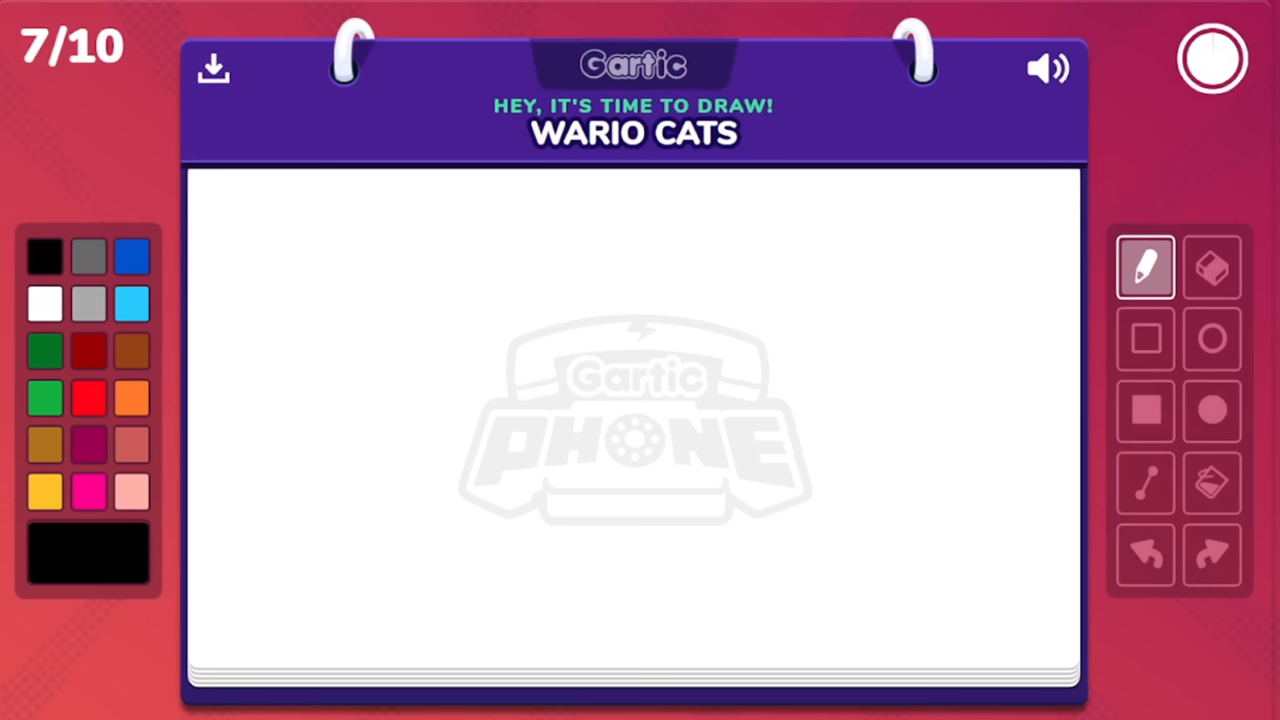 7/10
Gartic
HEY, IT'S TIME TO DRAW!
WARIO CATS
Gartic
PHONE